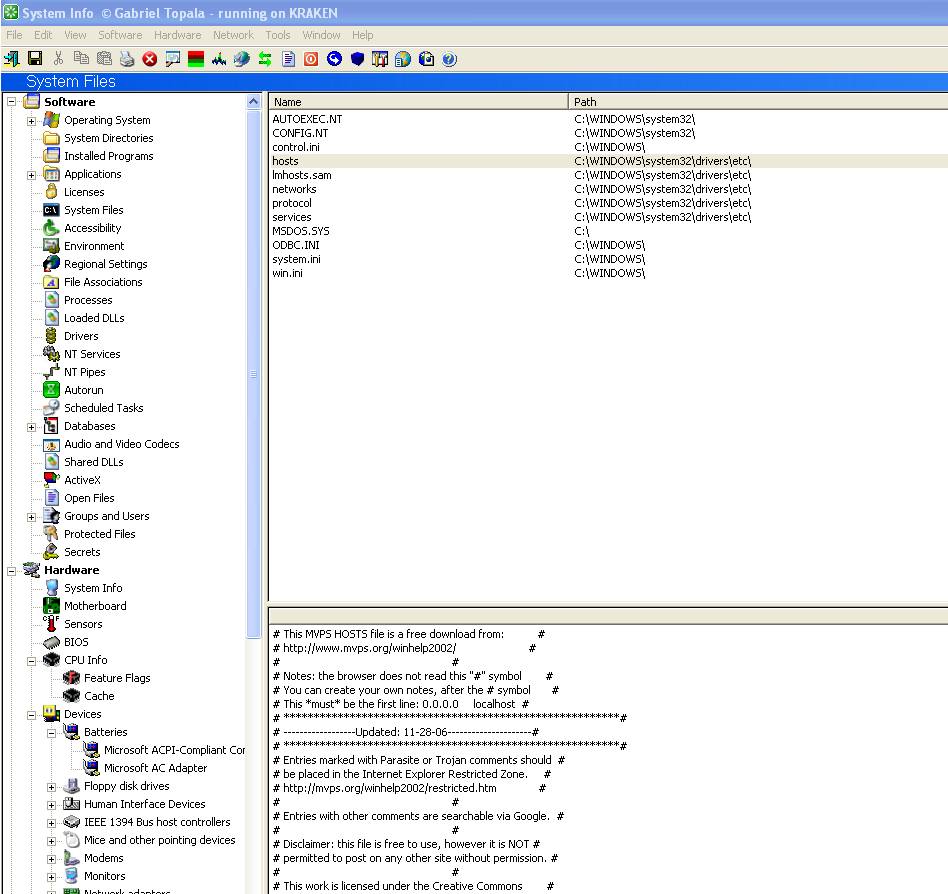 System Info © Gabriel Topala - running on KRAKEN
File Edit View Software Hardware Network Tools Window Help
System Files
Software
Operating System
System Directories
Installed Programs
Applications
Licenses
System Files
Accessibility
Environment
Regional Settings
File Associations
Processes
Loaded DLLs
Drivers
NT Services
NT Pipes
Autorun
Scheduled Tasks
Databases
Audio and Video Codecs
Shared DLLs
ActiveX
Open Files
Groups and Users
Protected Files
Secrets
Hardware
System Info
Motherboard
Sensors
BIOS
CPU Info
Feature Flags
Cache
Devices
Batteries
Microsoft ACPI-Compliant Cor
Microsoft AC Adapter
Floppy disk drives
Human Interface Devices
IEEE 1394 Bus host controllers
Mice and other pointing devices
Modems
Monitors
Network adapters
Name Path
AUTOEXEC.NT C:\WINDOWS\system32\
CONFIG.NT C:\WINDOWS\system32\
control.ini C:\WINDOWS\
hosts C:\WINDOWS\system32\drivers\etc\
lmhosts.sam C:\WINDOWS\system32\drivers\etc\
networks C:\WINDOWS\system32\drivers\etc\
protocol C:\WINDOWS\system32\drivers\etc\
services C:\WINDOWS\system32\drivers\etc\
MSDOS.SYS C:\
ODBC.INI C:\WINDOWS\
system.ini C:\WINDOWS\
win.ini C:\WINDOWS\
# This MVPS HOSTS file is a free download from: #
# http://www.mvps.org/winhelp2002/ #
# #
# Notes: the browser does not read this "#" symbol #
# You can create your own notes, after the # symbol #
# This *must* be the first line: 0.0.0.0 localhost #
# **********************************************************#
# ------------------Updated: 11-28-06---------------------#
# **********************************************************#
# Entries marked with Parasite or Trojan comments should #
# be placed in the Internet Explorer Restricted Zone. #
# http://mvps.org/winhelp2002/restricted.htm #
# #
# Entries with other comments are searchable via Google. #
# #
# Disclaimer: this file is free to use, however it is NOT #
# permitted to post on any other site without permission. #
# #
# This work is licensed under the Creative Commons #